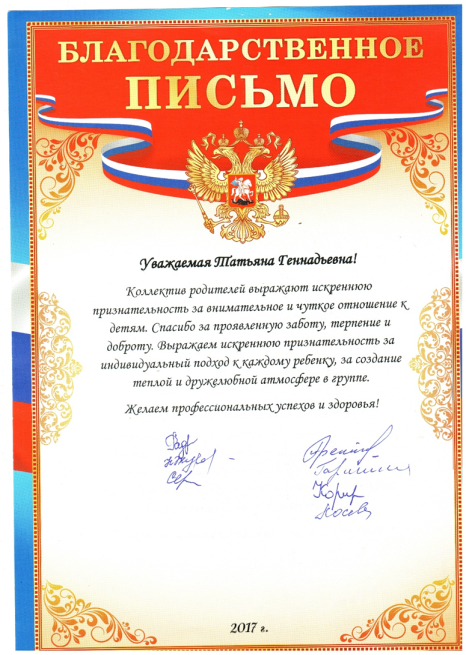 БЛАГОДАРСТВЕННОЕ
ПИСЬМО
Уважаемая Татьяна Геннадьевна!
Коллектив родителей выражают искреннюю
признательность за внимательное и чуткое отношение к
детям. Спасибо за проявленную заботу, терпение и
доброту. Выражаем искреннюю признательность за
индивидуальный подход к каждому ребенку, за создание
теплой и дружелюбной атмосфере в группе.
Желаем профессиональных успехов и здоровья!
2017 г.